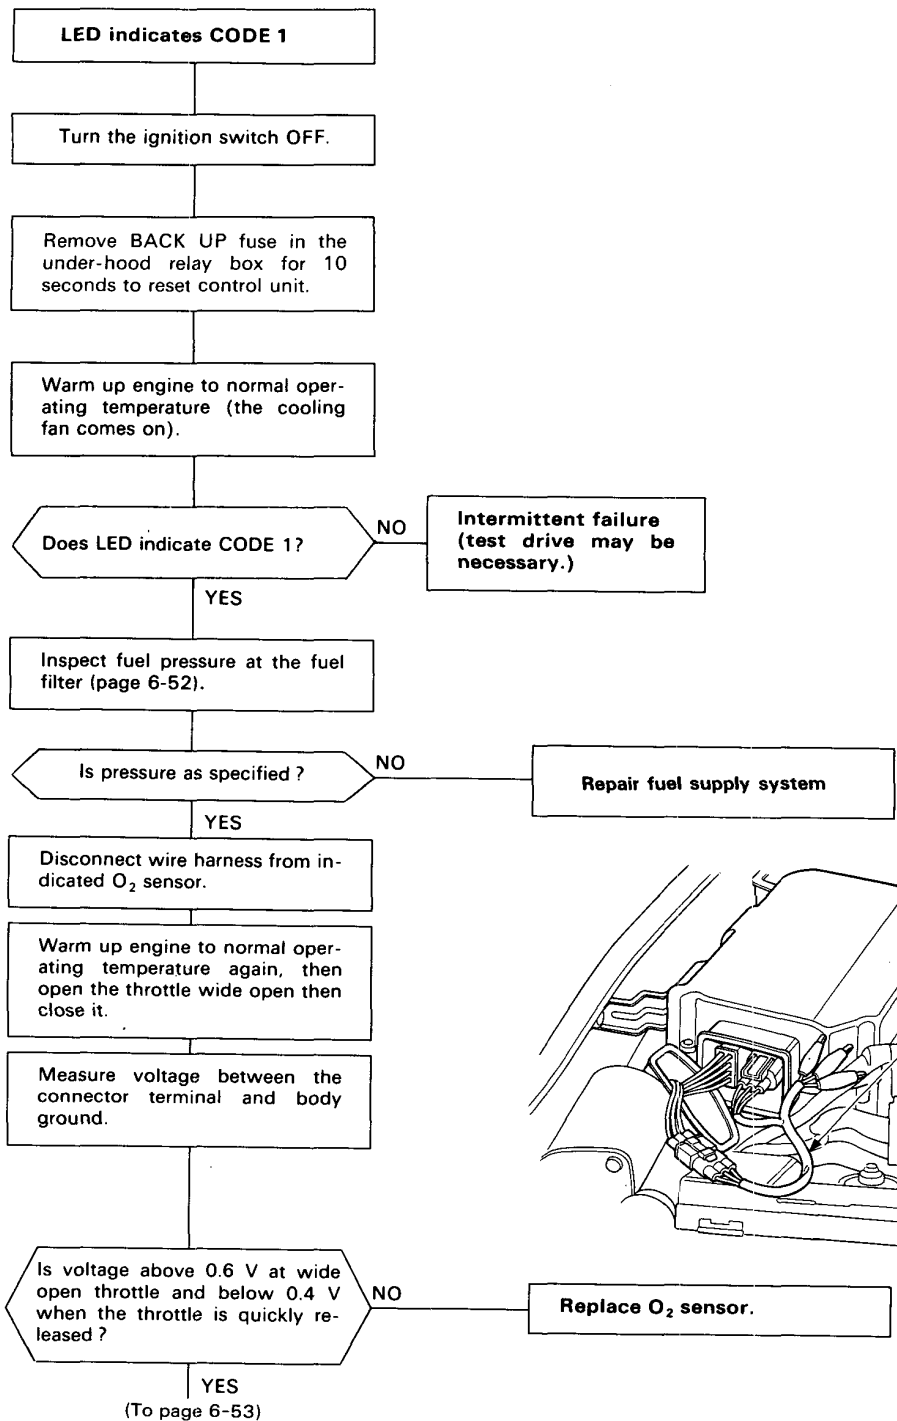 LED indicates CODE 1
Turn the ignition switch OFF.
Remove BACK UP fuse in the
under-hood relay box for 10
seconds to reset control unit.
Warm up engine to normal oper-
ating temperature (the cooling
fan comes on).
Does LED indicate CODE 1?
NO
Intermittent failure
(test drive may be
necessary.)
YES
Inspect fuel pressure at the fuel
filter (page 6-52).
Is pressure as specified ?
NO
Repair fuel supply system
YES
Disconnect wire harness from in-
dicated O₂ sensor.
Warm up engine to normal oper-
ating temperature again, then
open the throttle wide open then
close it.
Measure voltage between the
connector terminal and body
ground.
Is voltage above 0.6 V at wide
open throttle and below 0.4 V
when the throttle is quickly re-
leased ?
NO
Replace O₂ sensor.
YES
(To page 6-53)